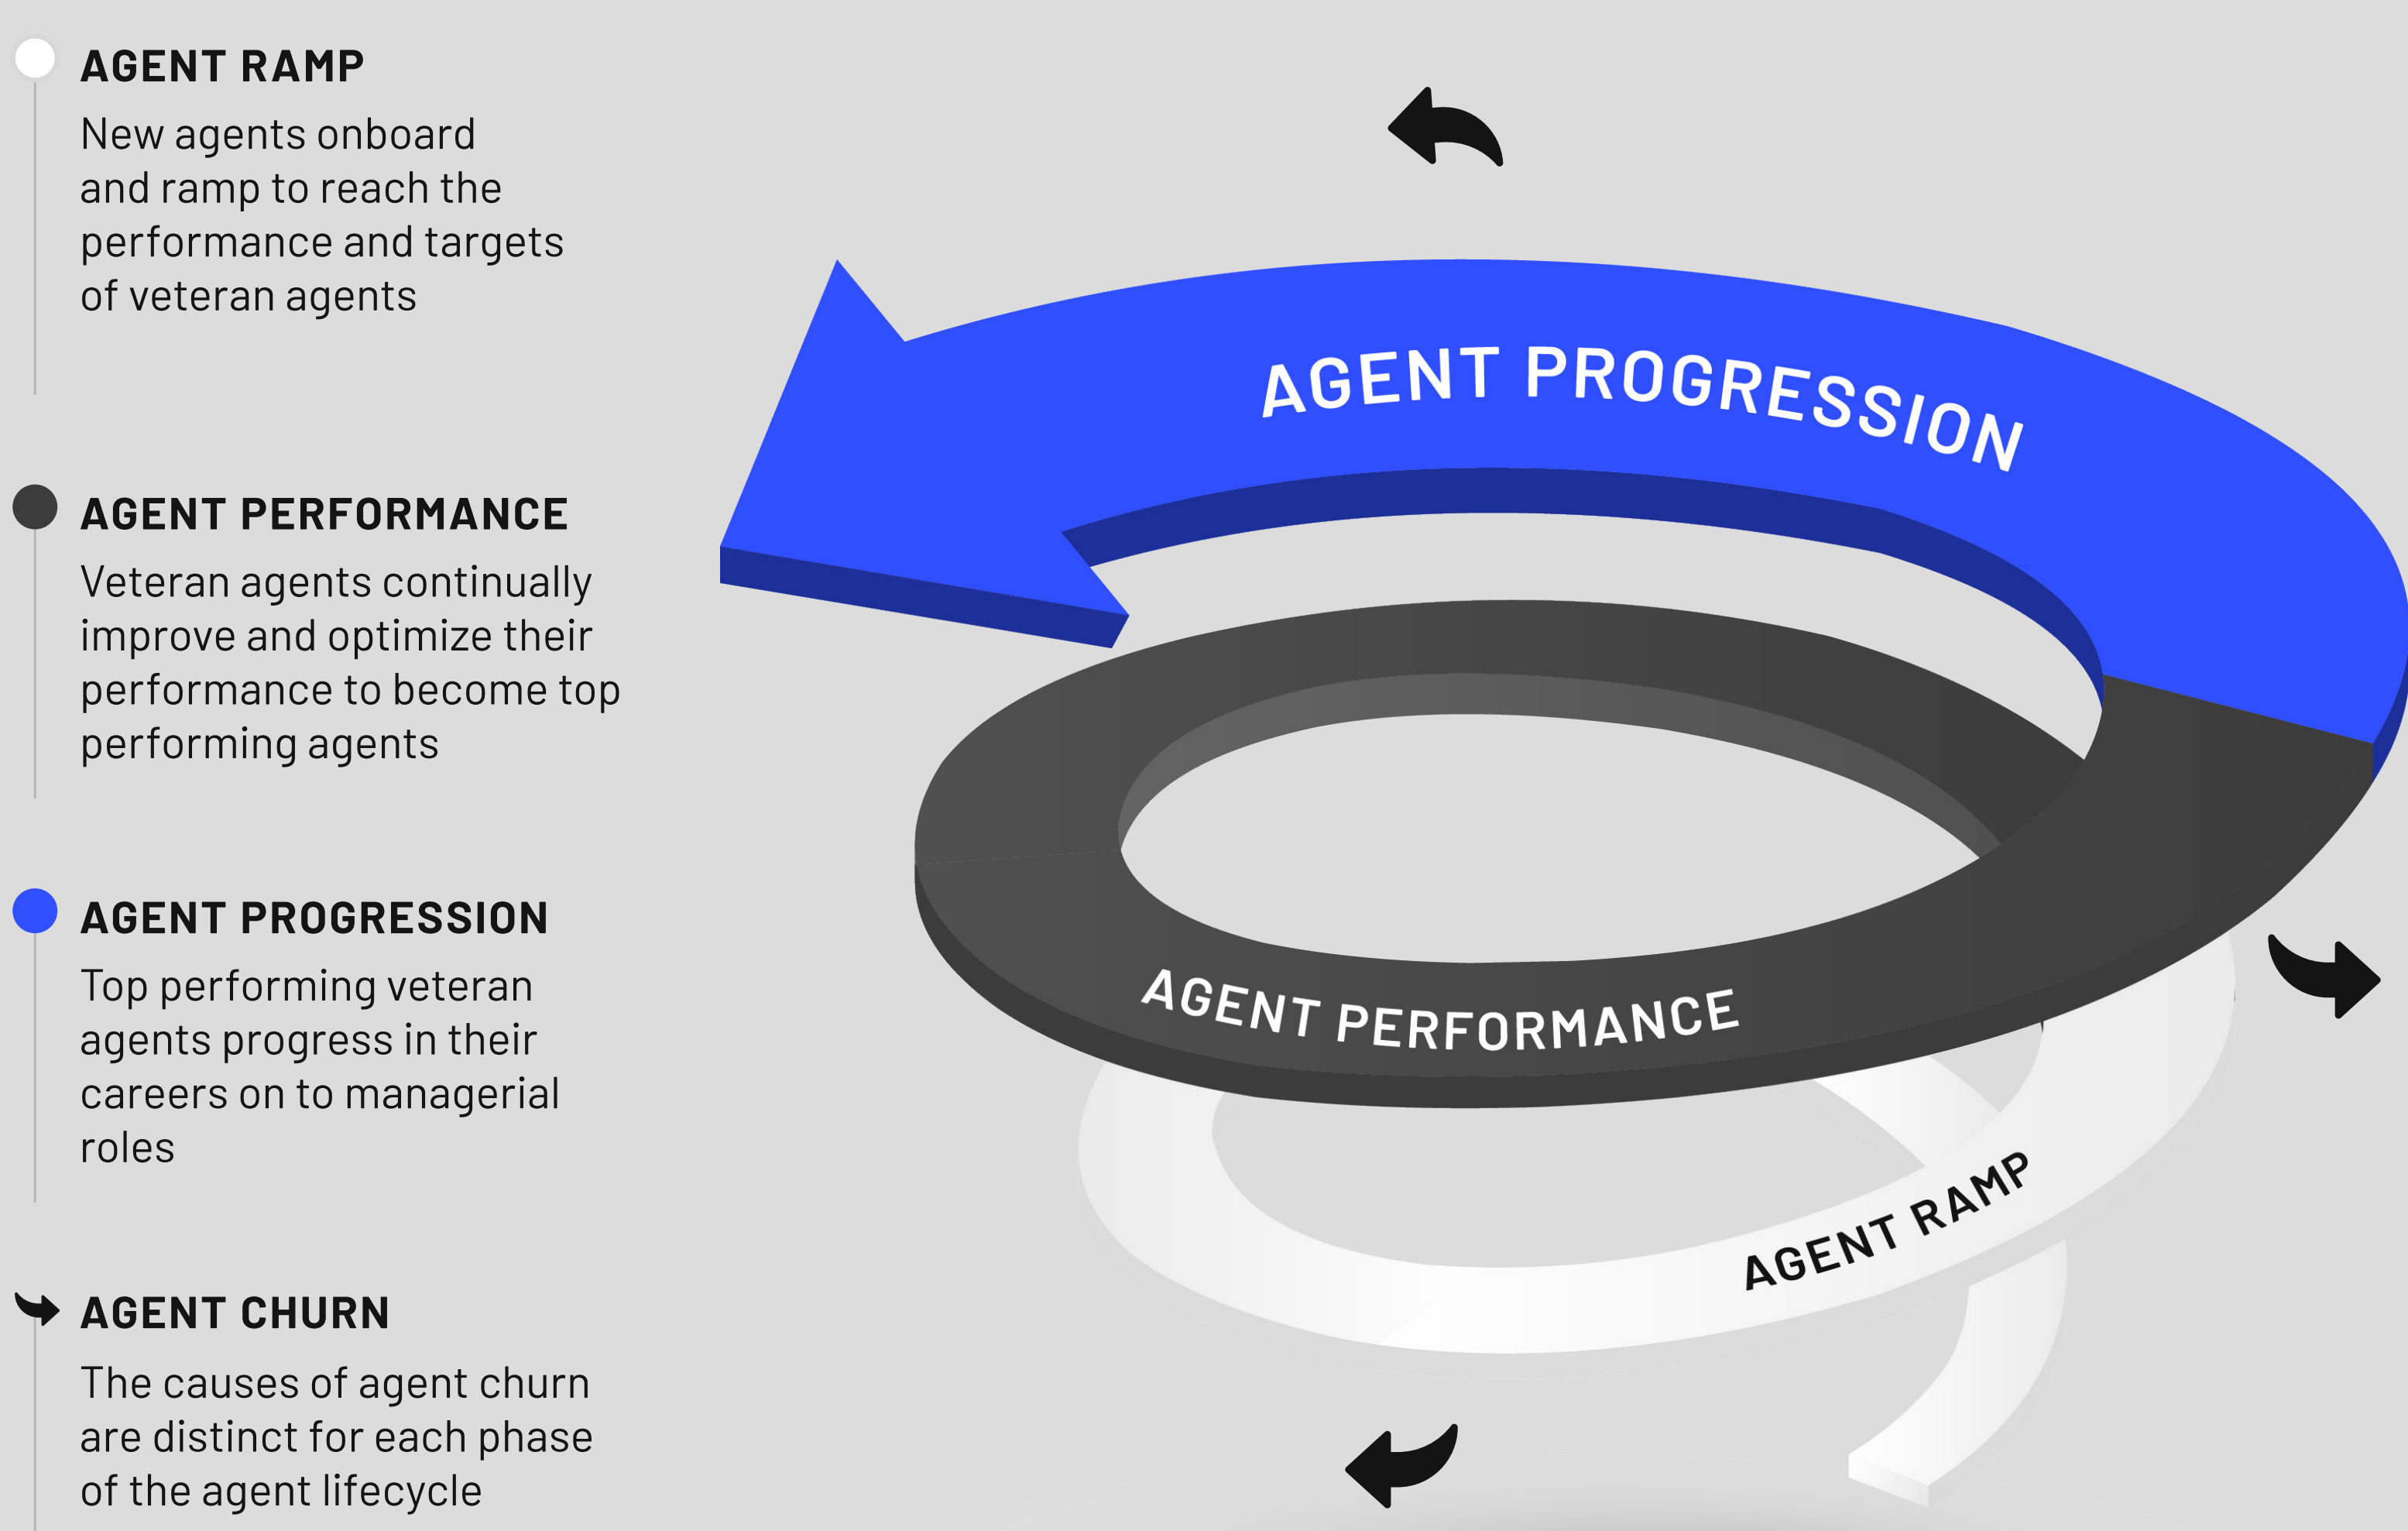 AGENT RAMP
New agents onboard
and ramp to reach the
performance and targets
of veteran agents
AGENT PERFORMANCE
Veteran agents continually
improve and optimize their
performance to become top
performing agents
AGENT PROGRESSION
Top performing veteran
agents progress in their
careers on to managerial
roles
AGENT CHURN
The causes of agent churn
are distinct for each phase
of the agent lifecycle
AGENT PROGRESSION
AGENT PERFORMANCE
AGENT RAMP